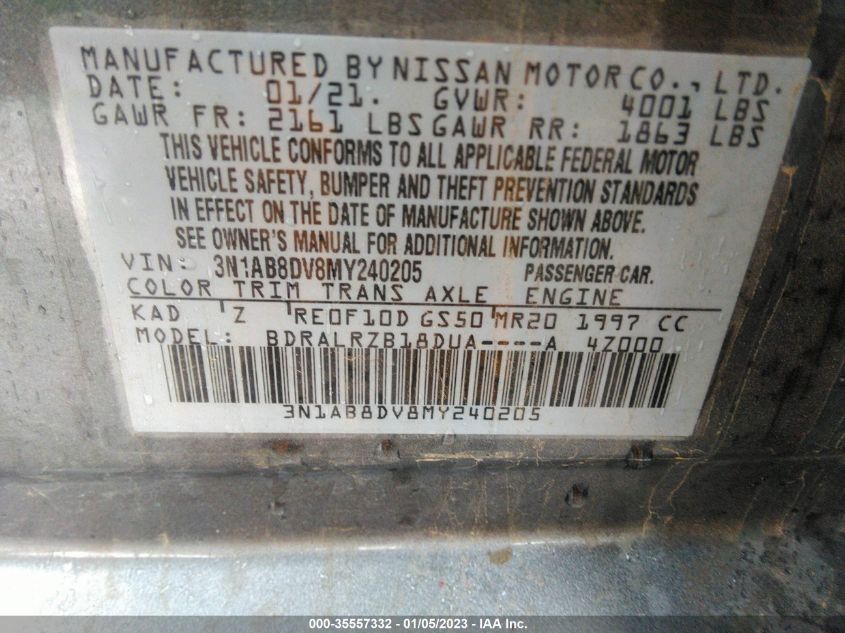 MANUFACTURED BY NISSAN MOTOR CO., LTD.
DATE: 01/21. GVWR: 4001 LBS
GAWR FR: 2161 LBS GAWR RR: 1863 LBS
THIS VEHICLE CONFORMS TO ALL APPLICABLE FEDERAL MOTOR
VEHICLE SAFETY, BUMPER AND THEFT PREVENTION STANDARDS
IN EFFECT ON THE DATE OF MANUFACTURE SHOWN ABOVE.
SEE OWNER'S MANUAL FOR ADDITIONAL INFORMATION.
VIN: 3N1AB8DV8MY240205 PASSENGER CAR.
COLOR TRIM TRANS AXLE ENGINE
KAD Z RE0F10D GS50 MR20 1997 CC
MODEL: BDRALRZB18DUA----A 4Z000
3N1AB8DV8MY240205
000-35557332 - 01/05/2023 - IAA Inc.